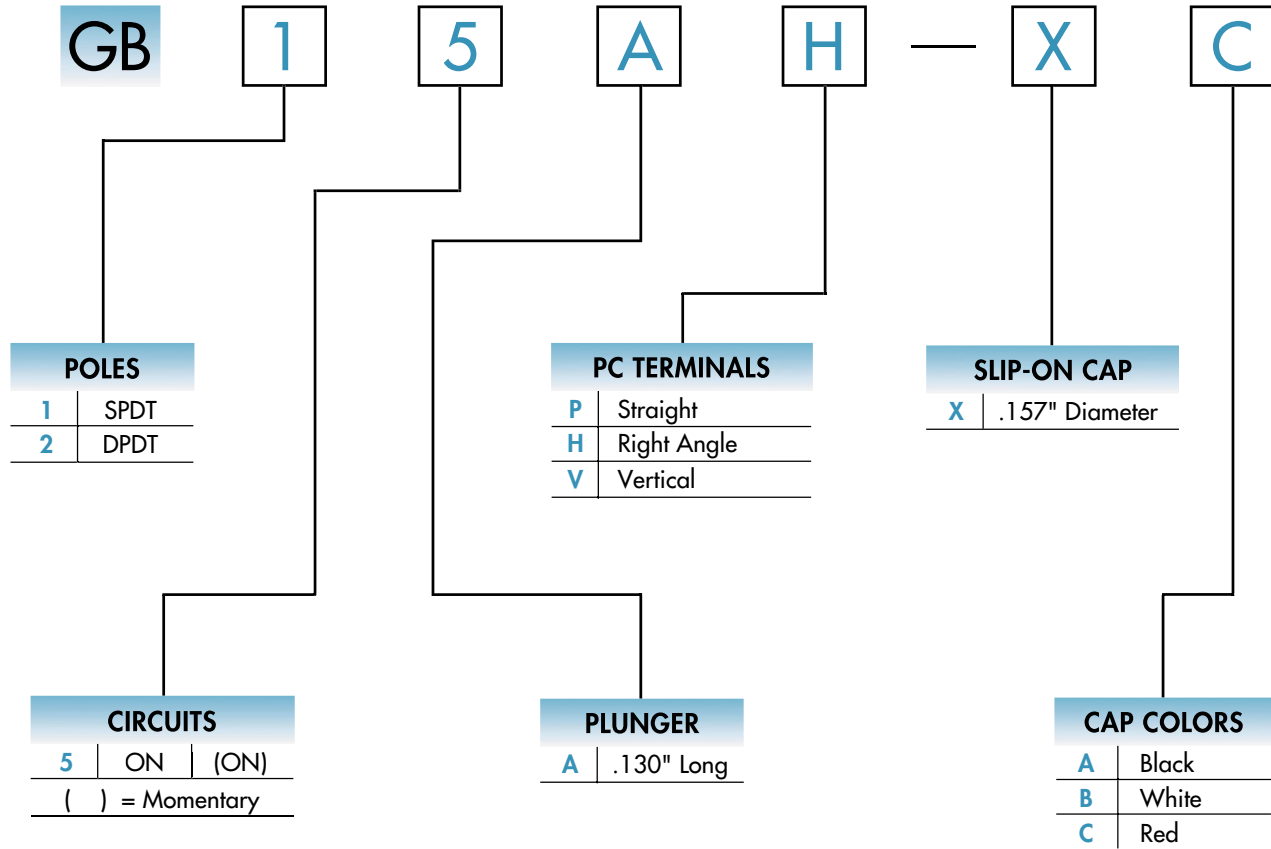 GB 1 5 A H — X C
POLES
1 SPDT
2 DPDT
PC TERMINALS
P Straight
H Right Angle
V Vertical
SLIP-ON CAP
X .157" Diameter
CIRCUITS
5 ON (ON)
( ) = Momentary
PLUNGER
A .130" Long
CAP COLORS
A Black
B White
C Red